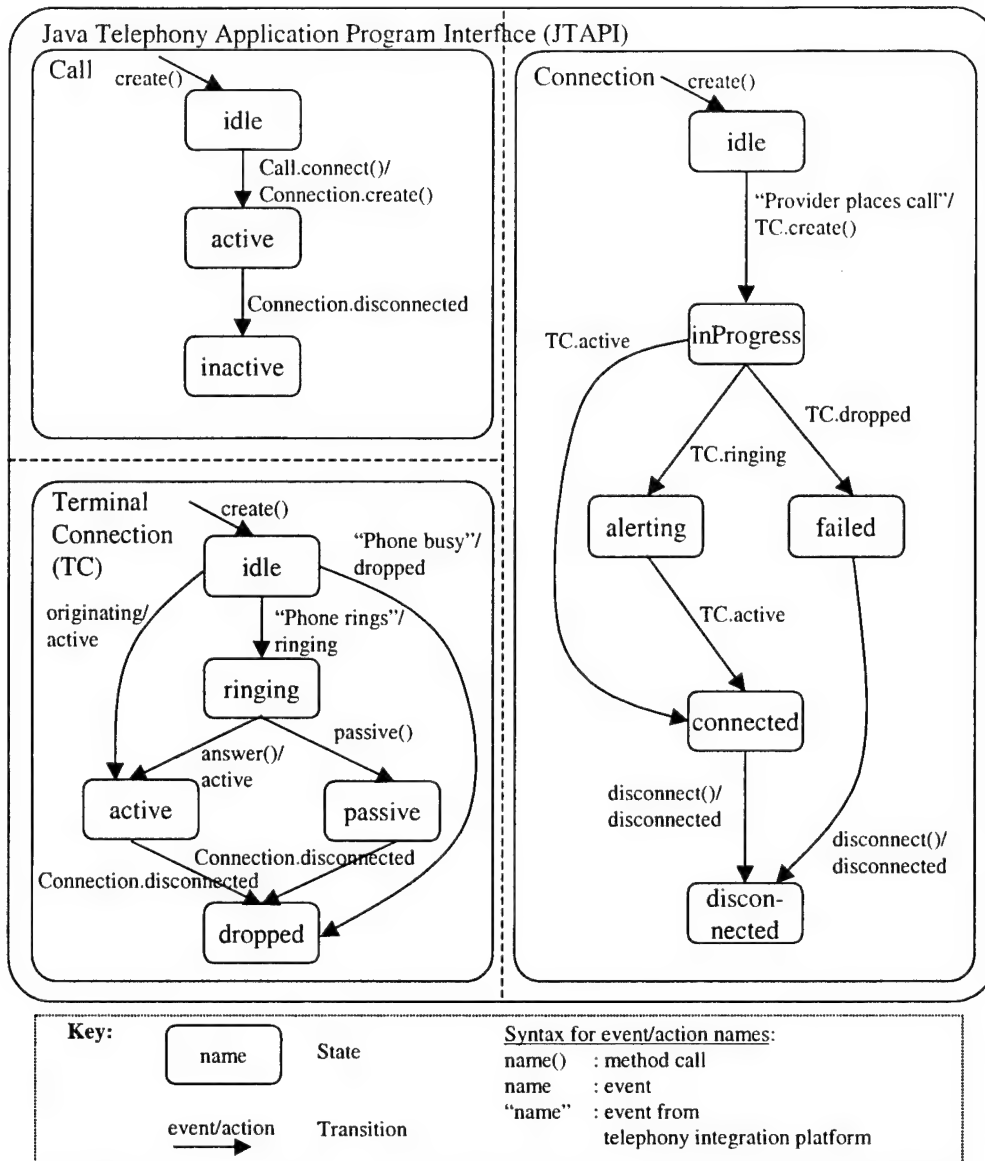 Java Telephony Application Program Interface (JTAPI)
Call
create()
idle
Call.connect()/
Connection.create()
active
Connection.disconnected
inactive
Terminal
Connection
(TC)
create()
idle
"Phone busy"/
dropped
originating/
active
"Phone rings"/
ringing
ringing
answer()/
active
passive()
active
passive
Connection.disconnected
Connection.disconnected
dropped
Connection
create()
idle
"Provider places call"/
TC.create()
inProgress
TC.active
TC.ringing
TC.dropped
alerting
failed
TC.active
connected
disconnect()/
disconnected
disconnect()/
disconnected
discon-
nected
Key:
name
State
event/action
Transition
Syntax for event/action names:
name() : method call
name : event
“name” : event from
telephony integration platform